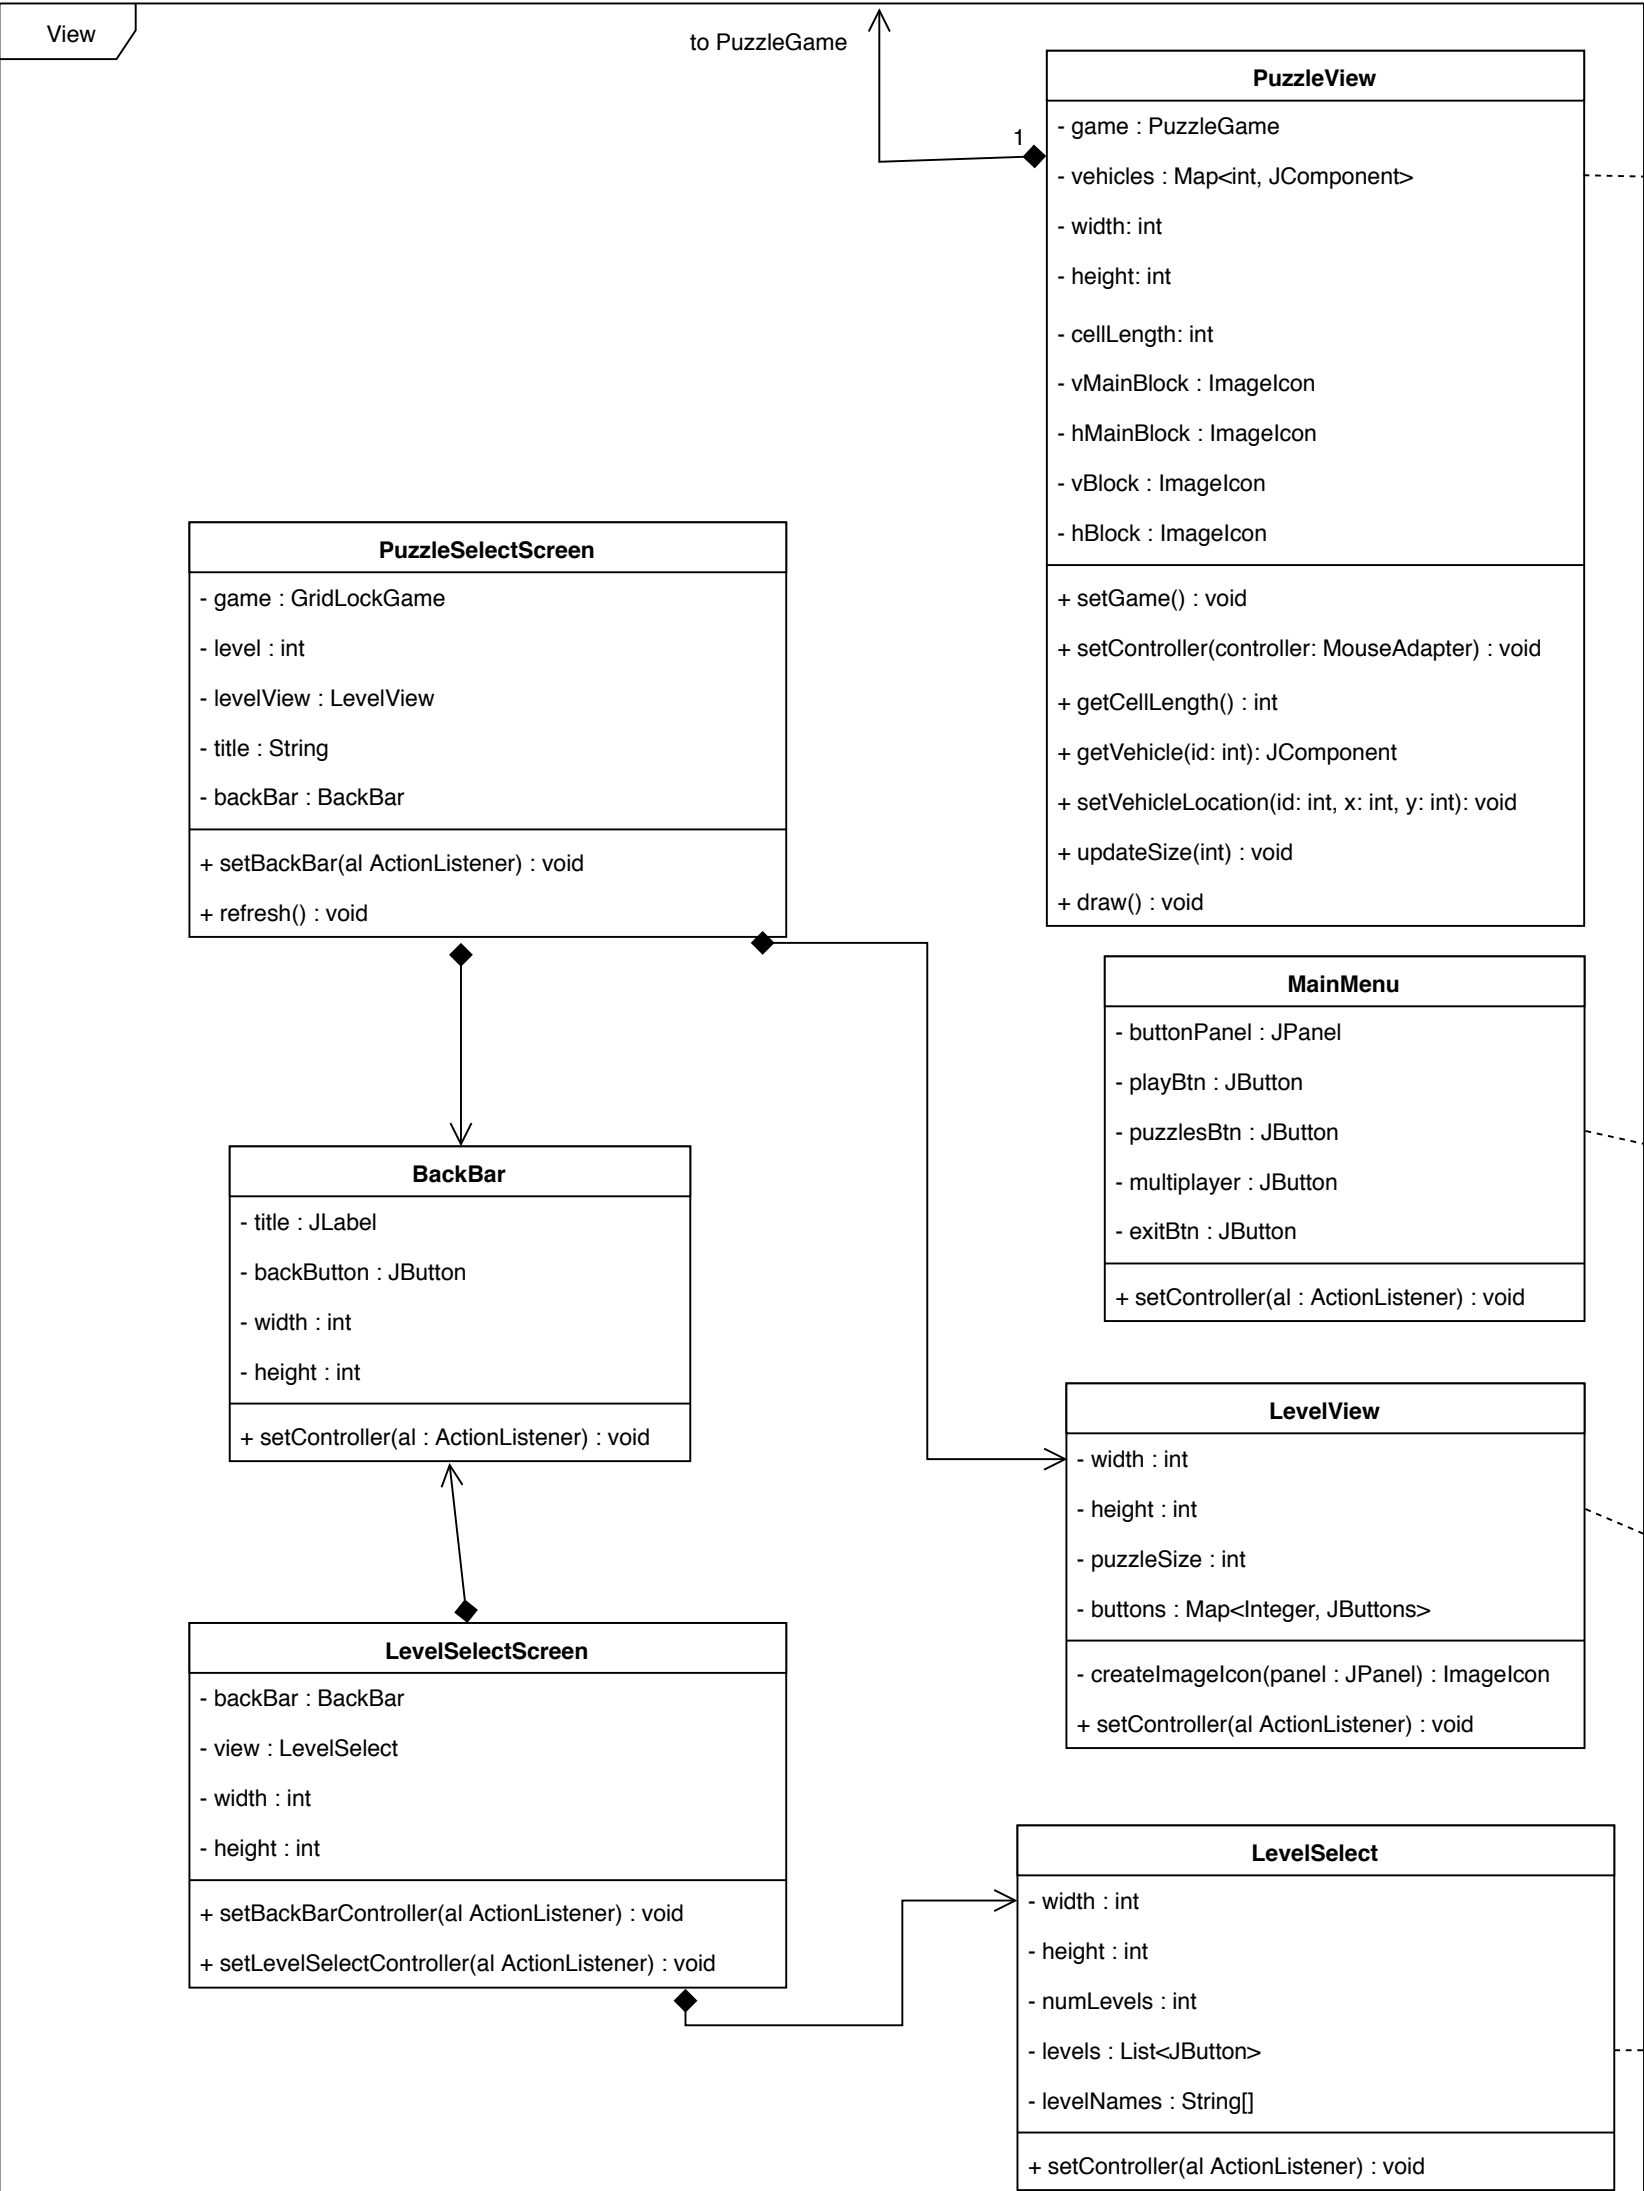 View
to PuzzleGame
1
PuzzleView
- game : PuzzleGame
- vehicles : Map<int, JComponent>
- width: int
- height: int
- cellLength: int
- vMainBlock : ImageIcon
- hMainBlock : ImageIcon
- vBlock : ImageIcon
- hBlock : ImageIcon
+ setGame() : void
+ setController(controller: MouseAdapter) : void
+ getCellLength() : int
+ getVehicle(id: int): JComponent
+ setVehicleLocation(id: int, x: int, y: int): void
+ updateSize(int) : void
+ draw() : void
PuzzleSelectScreen
- game : GridLockGame
- level : int
- levelView : LevelView
- title : String
- backBar : BackBar
+ setBackBar(al ActionListener) : void
+ refresh() : void
MainMenu
- buttonPanel : JPanel
- playBtn : JButton
- puzzlesBtn : JButton
- multiplayer : JButton
- exitBtn : JButton
+ setController(al : ActionListener) : void
BackBar
- title : JLabel
- backButton : JButton
- width : int
- height : int
+ setController(al : ActionListener) : void
LevelView
- width : int
- height : int
- puzzleSize : int
- buttons : Map<Integer, JButtons>
- createImageIcon(panel : JPanel) : ImageIcon
+ setController(al ActionListener) : void
LevelSelectScreen
- backBar : BackBar
- view : LevelSelect
- width : int
- height : int
+ setBackBarController(al ActionListener) : void
+ setLevelSelectController(al ActionListener) : void
LevelSelect
- width : int
- height : int
- numLevels : int
- levels : List<JButton>
- levelNames : String[]
+ setController(al ActionListener) : void